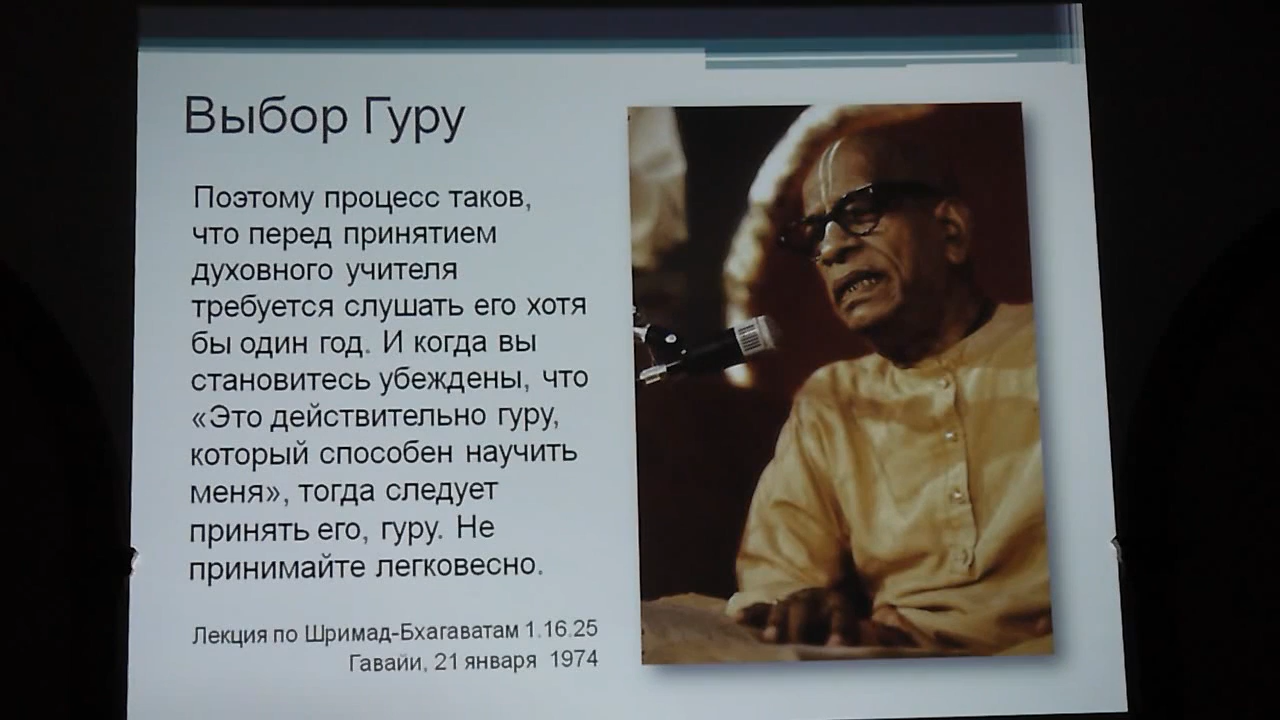 Выбор Гуру
Поэтому процесс таков,
что перед принятием
духовного учителя
требуется слушать его хотя
бы один год. И когда вы
становитесь убеждены, что
«Это действительно гуру,
который способен научить
меня», тогда следует
принять его, гуру. Не
принимайте легковесно.
Лекция по Шримад-Бхагаватам 1.16.25
Гавайи, 21 января 1974